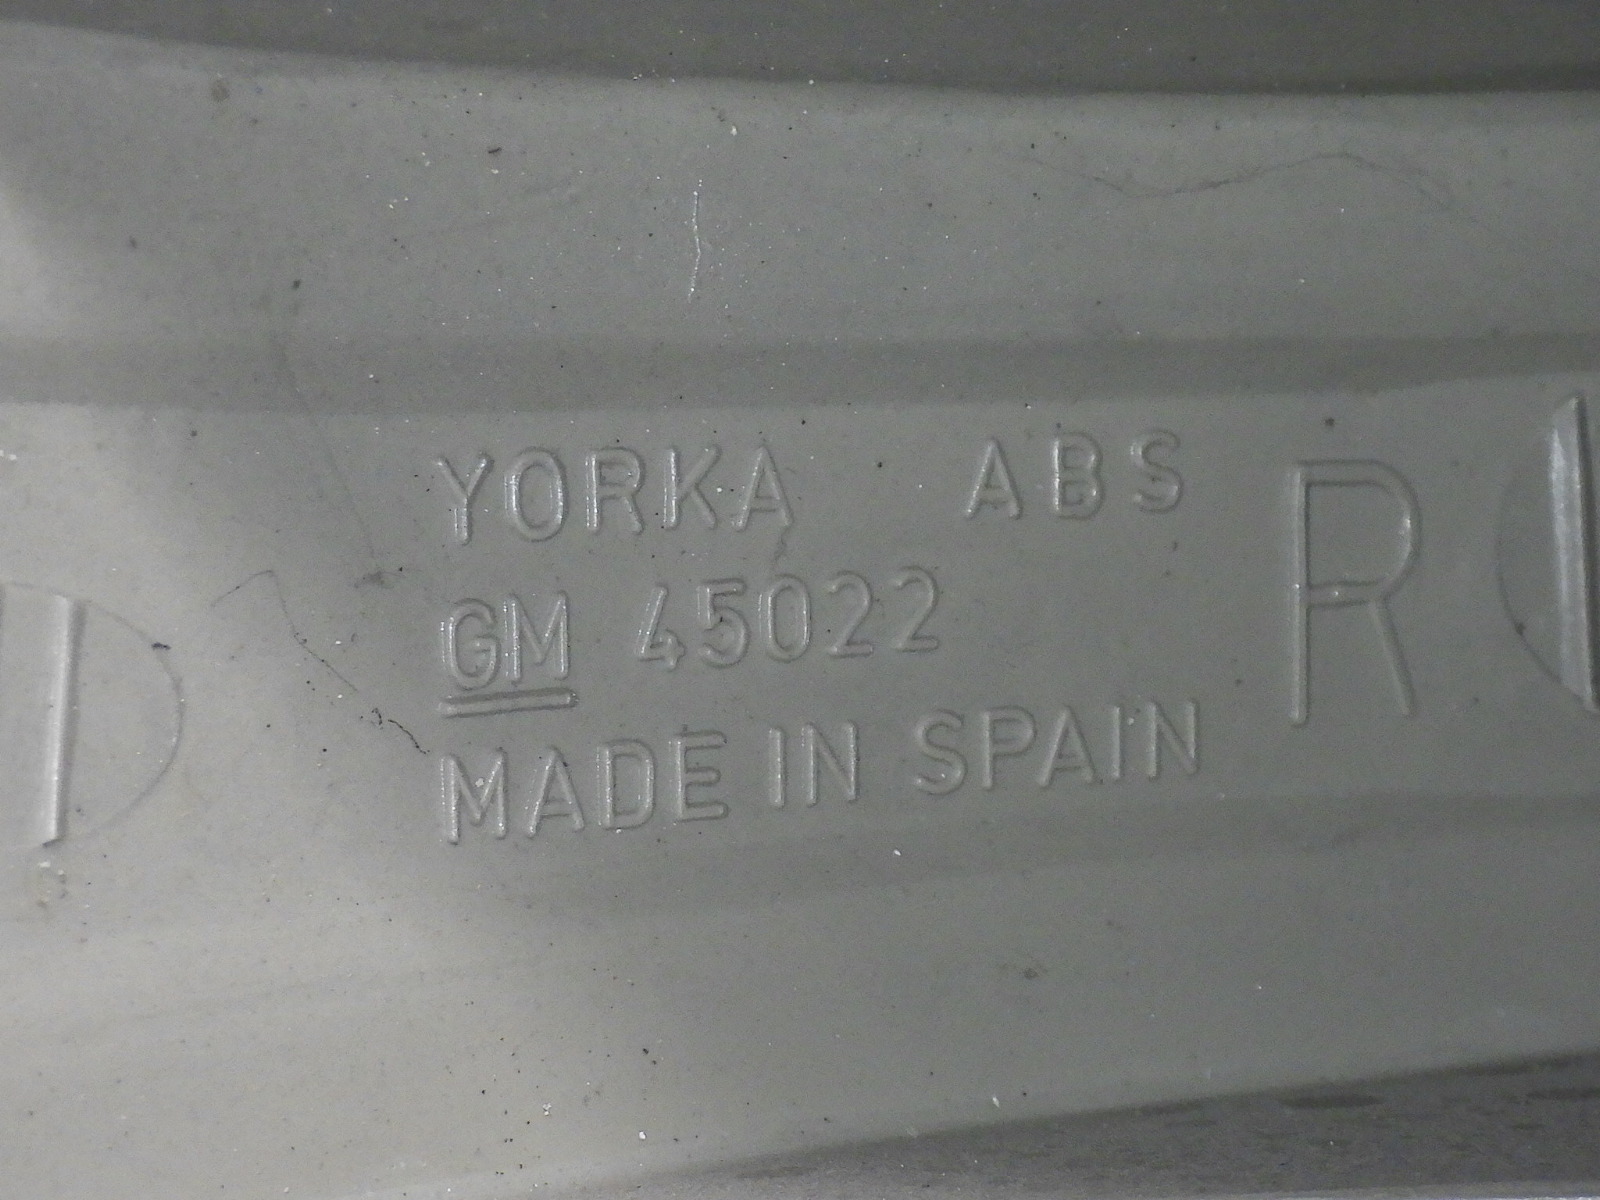 YORKA ABS
GM 45022
MADE IN SPAIN
R